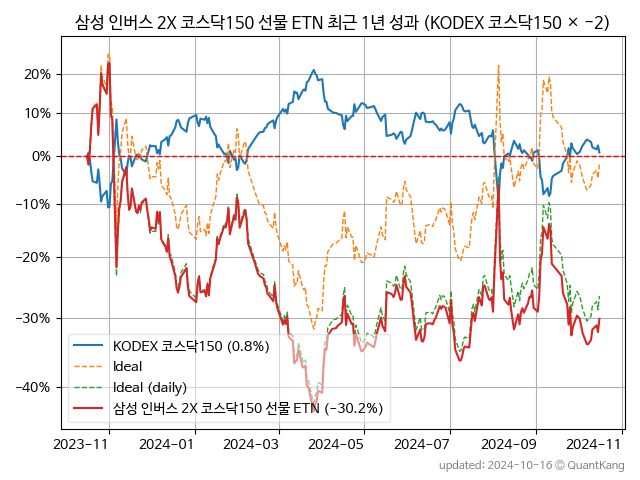 삼성 인버스 2X 코스닥150 선물 ETN 최근 1년 성과 (KODEX 코스닥150 × −2)
20%
10%
0%
−10%
−20%
−30%
−40%
KODEX 코스닥150 (0.8%)
Ideal
Ideal (daily)
삼성 인버스 2X 코스닥150 선물 ETN (−30.2%)
2023−11 2024−01 2024−03 2024−05 2024−07 2024−09 2024−11
updated: 2024-10-16 © QuantKang